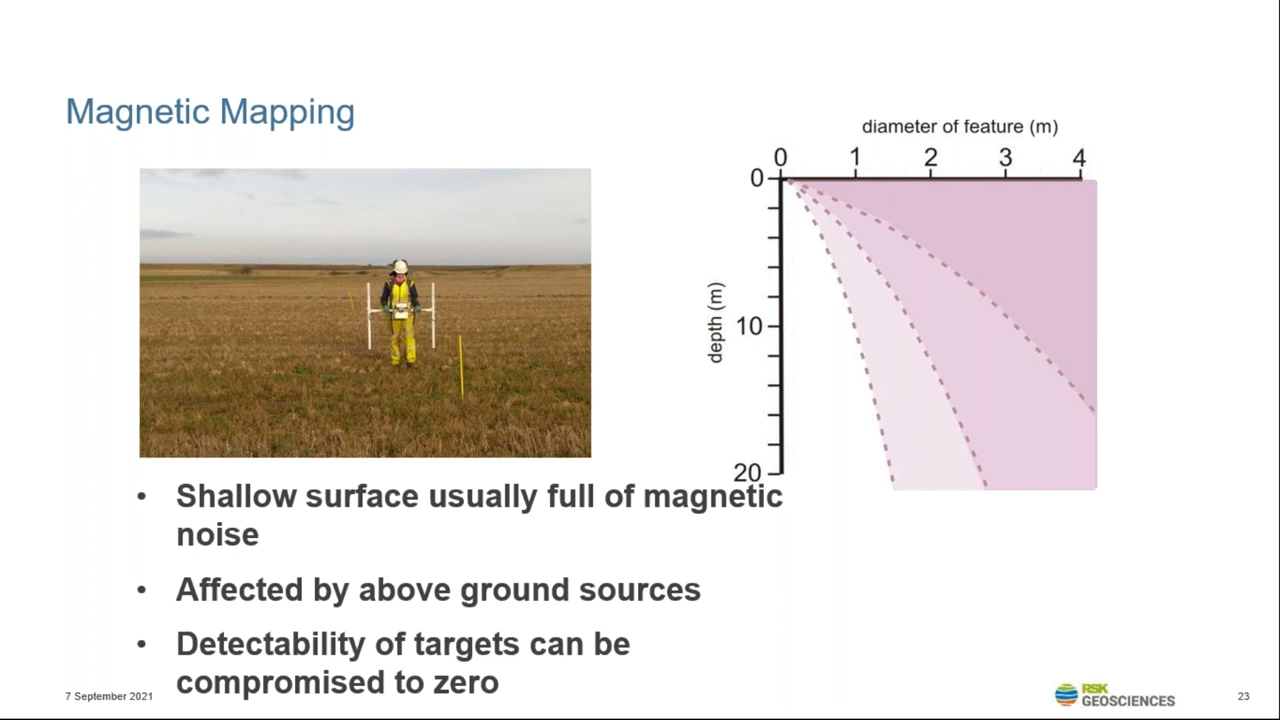 Magnetic Mapping
diameter of feature (m)
0 1 2 3 4
0
10
20
depth (m)
• Shallow surface usually full of magnetic
noise
• Affected by above ground sources
• Detectability of targets can be
compromised to zero
7 September 2021
RSK
GEOSCIENCES
23